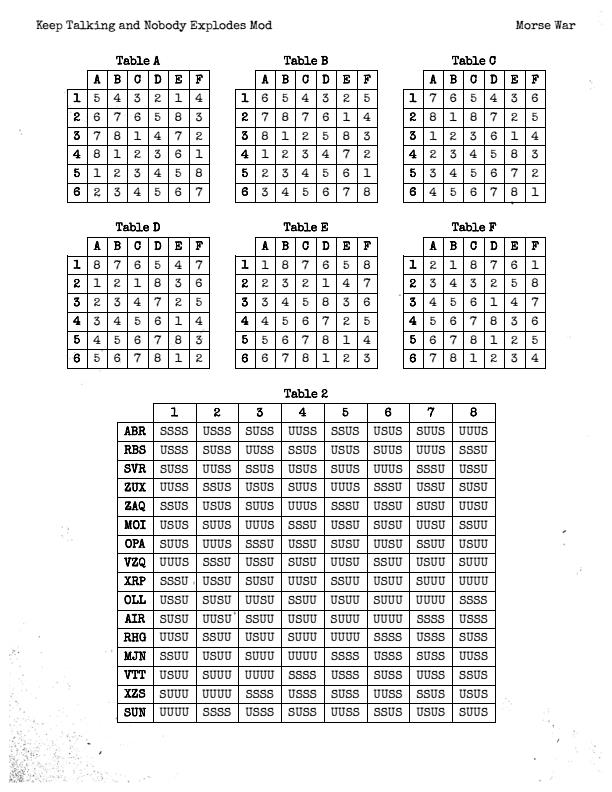 Keep Talking and Nobody Explodes Mod
Morse War
Table A
A B C D E F
1 5 4 3 2 1 4
2 6 7 6 5 8 3
3 7 8 1 4 7 2
4 8 1 2 3 6 1
5 1 2 3 4 5 8
6 2 3 4 5 6 7
Table B
A B C D E F
1 6 5 4 3 2 5
2 7 8 7 6 1 4
3 8 1 2 5 8 3
4 1 2 3 4 7 2
5 2 3 4 5 6 1
6 3 4 5 6 7 8
Table C
A B C D E F
1 7 6 5 4 3 6
2 8 1 8 7 2 5
3 1 2 3 6 1 4
4 2 3 4 5 8 3
5 3 4 5 6 7 2
6 4 5 6 7 8 1
Table D
A B C D E F
1 8 7 6 5 4 7
2 1 2 1 8 3 6
3 2 3 4 7 2 5
4 3 4 5 6 1 4
5 4 5 6 7 8 3
6 5 6 7 8 1 2
Table E
A B C D E F
1 1 8 7 6 5 8
2 2 3 2 1 4 7
3 3 4 5 8 3 6
4 4 5 6 7 2 5
5 5 6 7 8 1 4
6 6 7 8 1 2 3
Table F
A B C D E F
1 2 1 8 7 6 1
2 3 4 3 2 5 8
3 4 5 6 1 4 7
4 5 6 7 8 3 6
5 6 7 8 1 2 5
6 7 8 1 2 3 4
Table 2
1 2 3 4 5 6 7 8
ABR SSSS USSS SUSS UUSS SSUS USUS SUUS UUUS
RBS USSS SUSS UUSS SSUS USUS SUUS UUUS SSSU
SVR SUSS UUSS SSUS USUS SUUS UUUS SSSU USSU
ZUX UUSS SSUS USUS SUUS UUUS SSSU USSU SUSU
ZAQ SSUS USUS SUUS UUUS SSSU USSU SUSU UUSU
MOI USUS SUUS UUUS SSSU USSU SUSU UUSU SSUU
OPA SUUS UUUS SSSU USSU SUSU UUSU SSUU USUU
VZQ UUUS SSSU USSU SUSU UUSU SSUU USUU SUUU
XRP SSSU USSU SUSU UUSU SSUU USUU SUUU UUUU
OLL USSU SUSU UUSU SSUU USUU SUUU UUUU SSSS
AIR SUSU UUSU SSUU USUU SUUU UUUU SSSS USSS
RHG UUSU SSUU USUU SUUU UUUU SSSS USSS SUSS
MJN SSUU USUU SUUU UUUU SSSS USSS SUSS UUSS
VTT USUU SUUU UUUU SSSS USSS SUSS UUSS SSUS
XZS SUUU UUUU SSSS USSS SUSS UUSS SSUS USUS
SUN UUUU SSSS USSS SUSS UUSS SSUS USUS SUUS